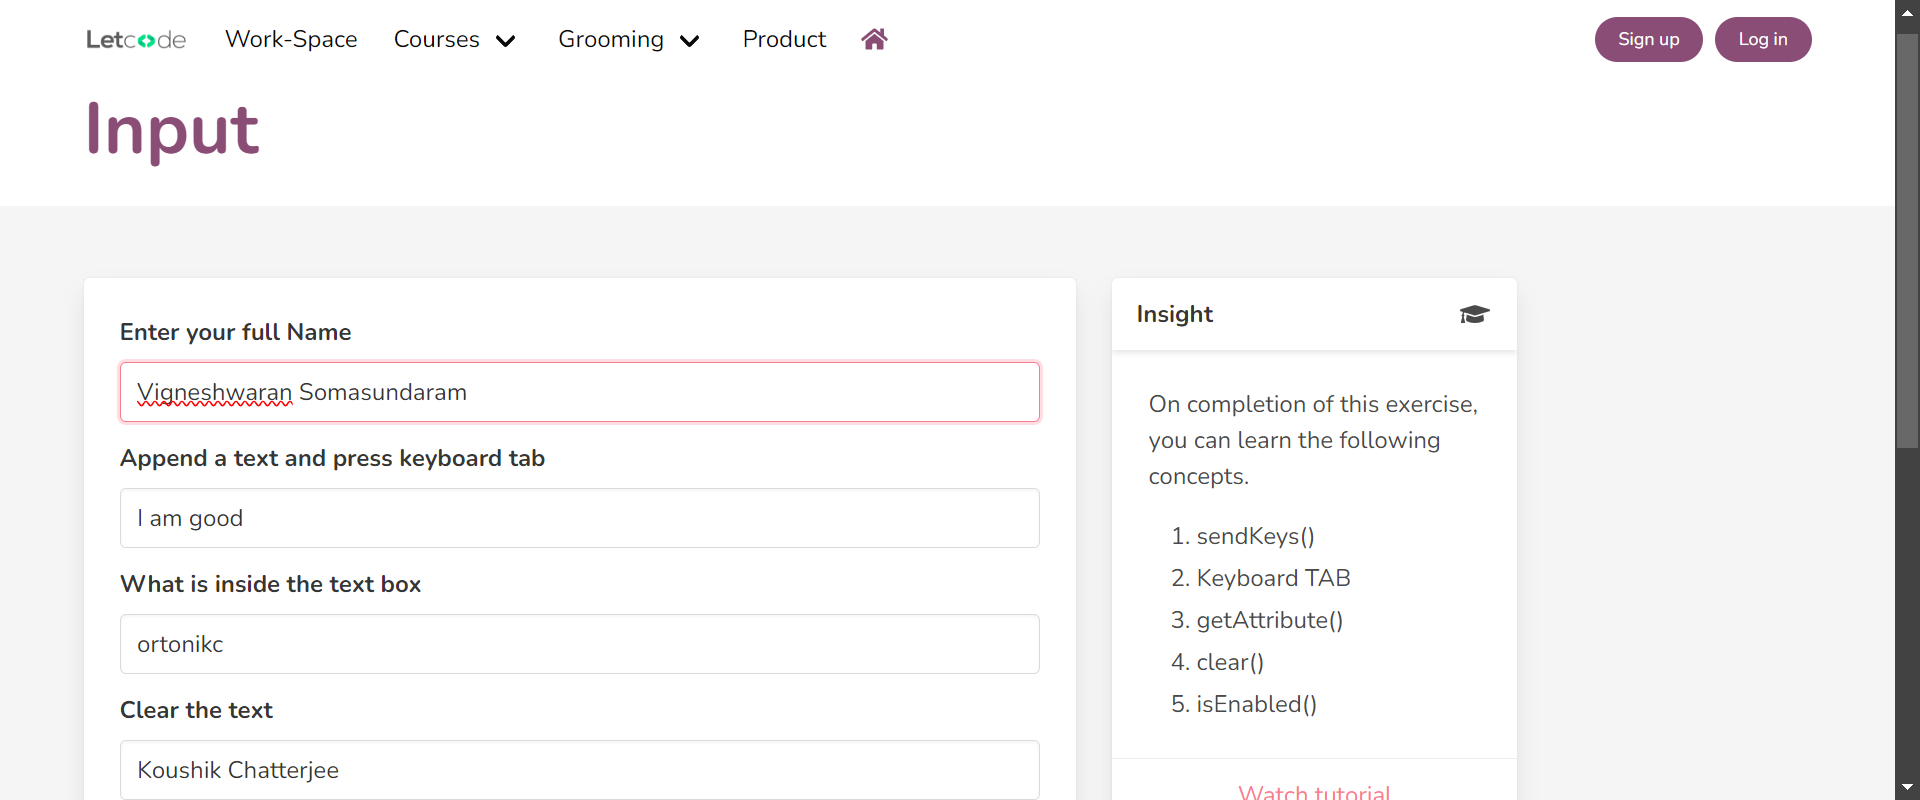 Letcode Work-Space Courses Grooming Product Sign up Log in
Input
Enter your full Name
Vigneshwaran Somasundaram
Append a text and press keyboard tab
I am good
What is inside the text box
ortonikc
Clear the text
Koushik Chatterjee
Insight
On completion of this exercise,
you can learn the following
concepts.
1. sendKeys()
2. Keyboard TAB
3. getAttribute()
4. clear()
5. isEnabled()
Watch tutorial